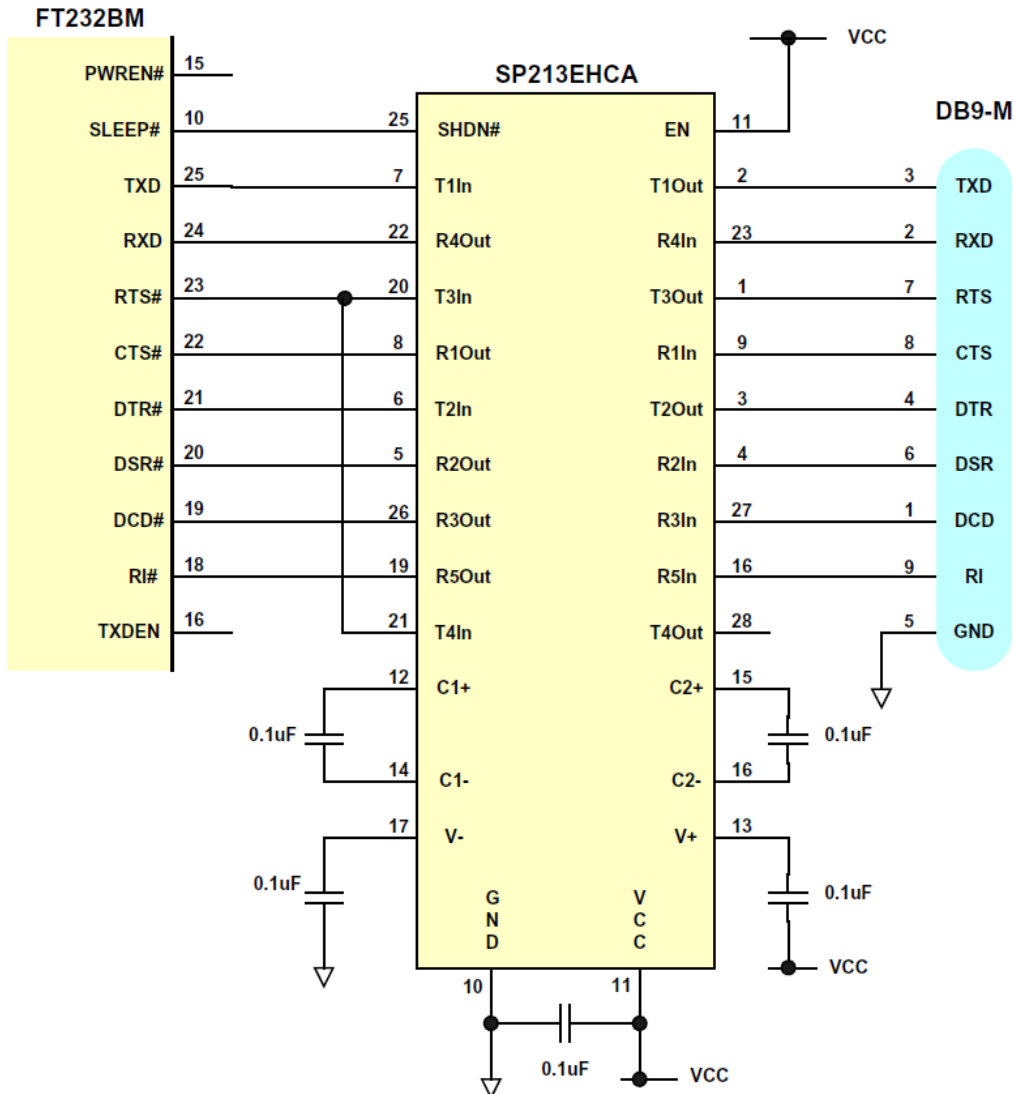 FT232BM
VCC
SP213EHCA
DB9-M
PWREN# 15
SLEEP# 10 25 SHDN# EN 11
TXD 25 7 T1In T1Out 2 3 TXD
RXD 24 22 R4Out R4In 23 2 RXD
RTS# 23 20 T3In T3Out 1 7 RTS
CTS# 22 8 R1Out R1In 9 8 CTS
DTR# 21 6 T2In T2Out 3 4 DTR
DSR# 20 5 R2Out R2In 4 6 DSR
DCD# 19 26 R3Out R3In 27 1 DCD
RI# 18 19 R5Out R5In 16 9 RI
TXDEN 16 21 T4In T4Out 28 5 GND
12 C1+ C2+ 15
0.1uF 0.1uF
14 C1- C2- 16
17 V- V+ 13
0.1uF GND VCC 0.1uF
VCC
10 11
0.1uF
VCC